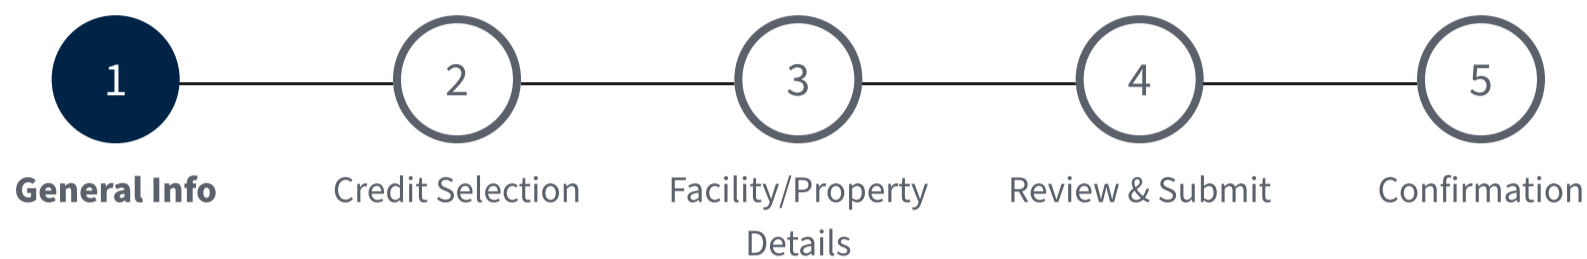 1 2 3 4 5
General Info Credit Selection Facility/Property Review & Submit Confirmation
Details